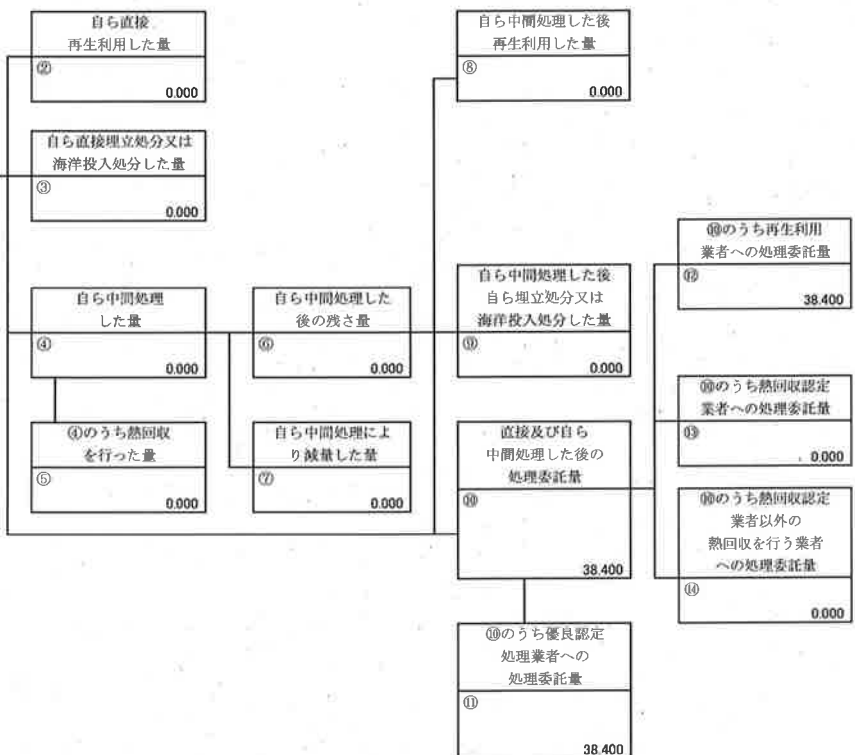 自ら直接
再生利用した量
②
0.000
自ら直接埋立処分又は
海洋投入処分した量
③
0.000
自ら中間処理
した量
④
0.000
④のうち熱回収
を行った量
⑤
0.000
自ら中間処理した
後の残さ量
⑥
0.000
自ら中間処理によ
り減量した量
⑦
0.000
自ら中間処理した後
再生利用した量
⑧
0.000
自ら中間処理した後
自ら埋立処分又は
海洋投入処分した量
⑨
0.000
直接及び自ら
中間処理した後の
処理委託量
⑩
38.400
⑩のうち優良認定
処理業者への
処理委託量
⑪
38.400
⑩のうち再生利用
業者への処理委託量
⑫
38.400
⑩のうち熱回収認定
業者への処理委託量
⑬
0.000
⑩のうち熱回収認定
業者以外の
熱回収を行う業者
への処理委託量
⑭
0.000